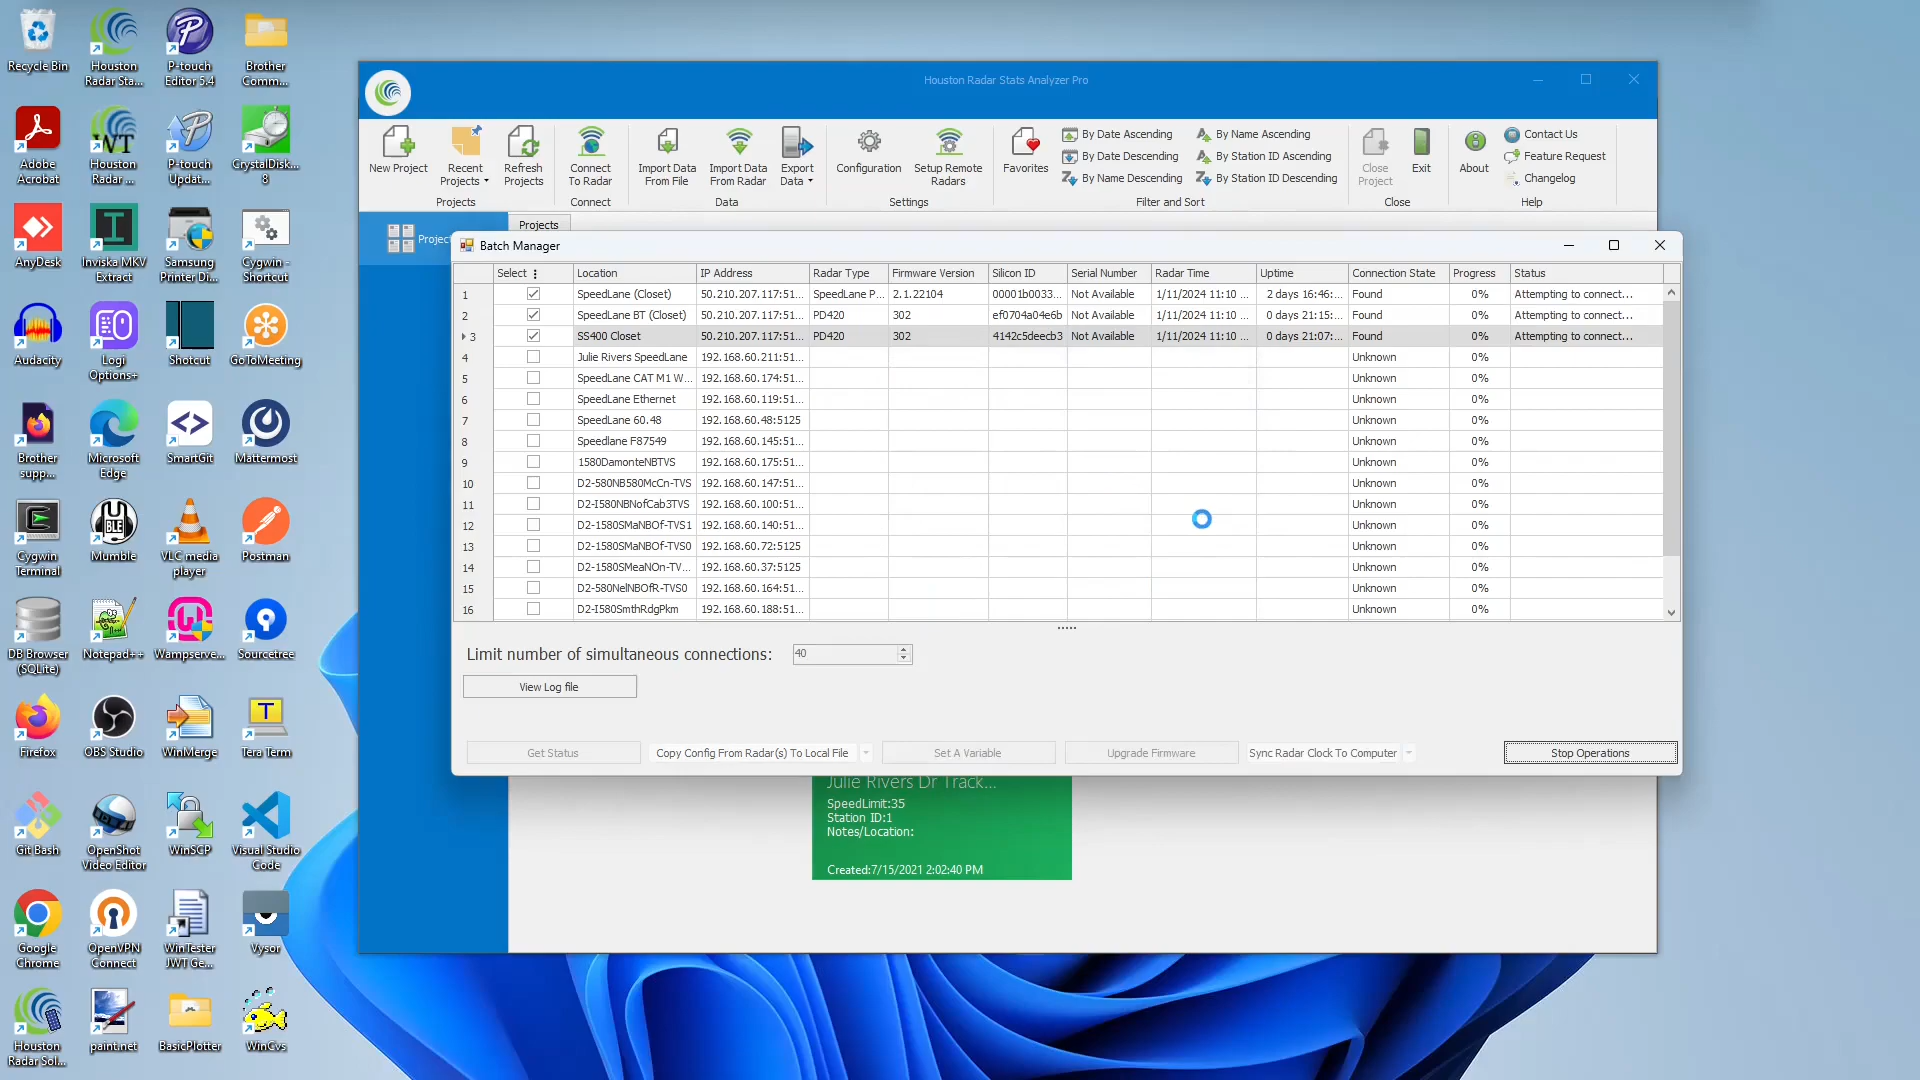 Recycle Bin
Houston
Radar Sta...
P-touch
Editor 5.4
Brother
Comm...
Adobe
Acrobat
Houston
Radar ...
P-touch
Updat...
CrystalDisk...
8
AnyDesk
Inviska MKV
Extract
Samsung
Printer Di...
Cygwin -
Shortcut
Audacity
Logi
Options+
Shotcut
GoToMeeting
Brother
supp...
Microsoft
Edge
SmartGit
Mattermost
Cygwin
Terminal
Mumble
VLC media
player
Postman
DB Browser
(SQLite)
Notepad++
Wampserve...
Sourcetree
Firefox
OBS Studio
WinMerge
Tera Term
Git Bash
OpenShot
Video Editor
WinSCP
Visual Studio
Code
Google
Chrome
OpenVPN
Connect
WinTester
JWT Ge...
Vysor
Houston
Radar Sol...
paint.net
BasicPlotter
WinCvs
Houston Radar Stats Analyzer Pro
New Project
Recent
Projects
Refresh
Projects
Projects
Connect
To Radar
Connect
Import Data
From File
Import Data
From Radar
Export
Data
Data
Configuration
Setup Remote
Radars
Settings
Favorites
By Date Ascending
By Date Descending
By Name Descending
By Name Ascending
By Station ID Ascending
By Station ID Descending
Filter and Sort
Close
Project
Exit
Close
About
Contact Us
Feature Request
Changelog
Help
Projects
Batch Manager
Select Location IP Address Radar Type Firmware Version Silicon ID Serial Number Radar Time Uptime Connection State Progress Status
1 SpeedLane (Closet) 50.210.207.117:51... SpeedLane P... 2.1.22104 00001b0033... Not Available 1/11/2024 11:10 ... 2 days 16:46:... Found 0% Attempting to connect...
2 SpeedLane BT (Closet) 50.210.207.117:51... PD420 302 ef0704a04e6b Not Available 1/11/2024 11:10 ... 0 days 21:15:... Found 0% Attempting to connect...
3 SS400 Closet 50.210.207.117:51... PD420 302 4142c5deecb3 Not Available 1/11/2024 11:10 ... 0 days 21:07:... Found 0% Attempting to connect...
4 Julie Rivers SpeedLane 192.168.60.211:51... Unknown 0%
5 SpeedLane CAT M1 W... 192.168.60.174:51... Unknown 0%
6 SpeedLane Ethernet 192.168.60.119:51... Unknown 0%
7 SpeedLane 60.48 192.168.60.48:5125 Unknown 0%
8 Speedlane F87549 192.168.60.145:51... Unknown 0%
9 1580DamonteNBTVS 192.168.60.175:51... Unknown 0%
10 D2-580NB580McCn-TVS 192.168.60.147:51... Unknown 0%
11 D2-I580NBNofCab3TVS 192.168.60.100:51... Unknown 0%
12 D2-1580SMaNBOf-TVS1 192.168.60.140:51... Unknown 0%
13 D2-1580SMaNBOf-TVS0 192.168.60.72:5125 Unknown 0%
14 D2-1580SMeaNOn-TV... 192.168.60.37:5125 Unknown 0%
15 D2-580NelNBOfR-TVS0 192.168.60.164:51... Unknown 0%
16 D2-I580SmthRdgPkm 192.168.60.188:51... Unknown 0%
Limit number of simultaneous connections: 40
View Log file
Get Status
Copy Config From Radar(s) To Local File
Set A Variable
Upgrade Firmware
Sync Radar Clock To Computer
Stop Operations
Julie Rivers Dr Track...
SpeedLimit:35
Station ID:1
Notes/Location:
Created:7/15/2021 2:02:40 PM